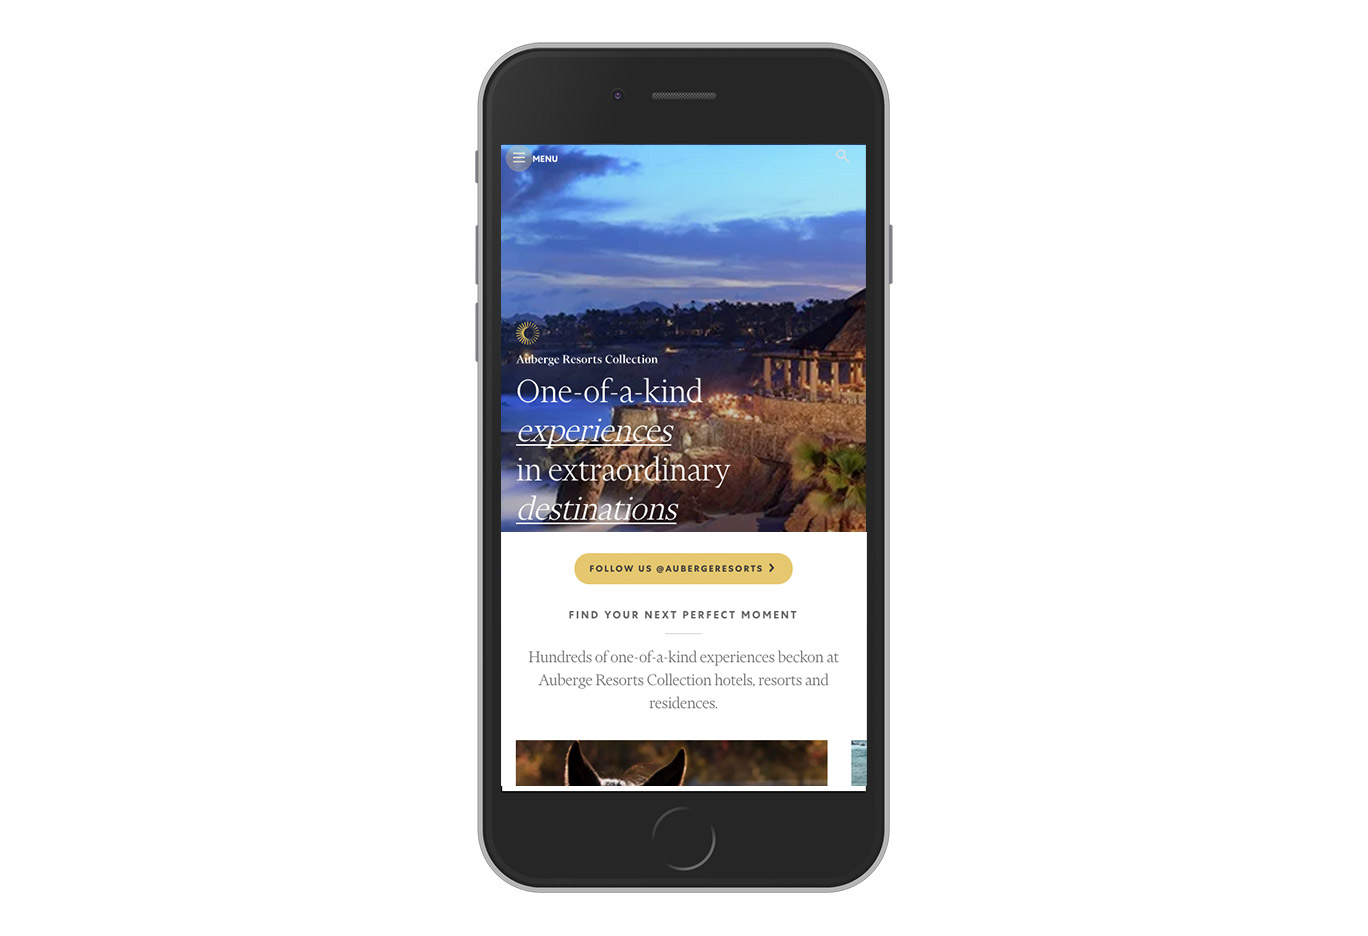 MENU
Auberge Resorts Collection
One-of-a-kind
experiences
in extraordinary
destinations
FOLLOW US @AUBERGERESORTS
FIND YOUR NEXT PERFECT MOMENT
Hundreds of one-of-a-kind experiences beckon at
Auberge Resorts Collection hotels, resorts and
residences.